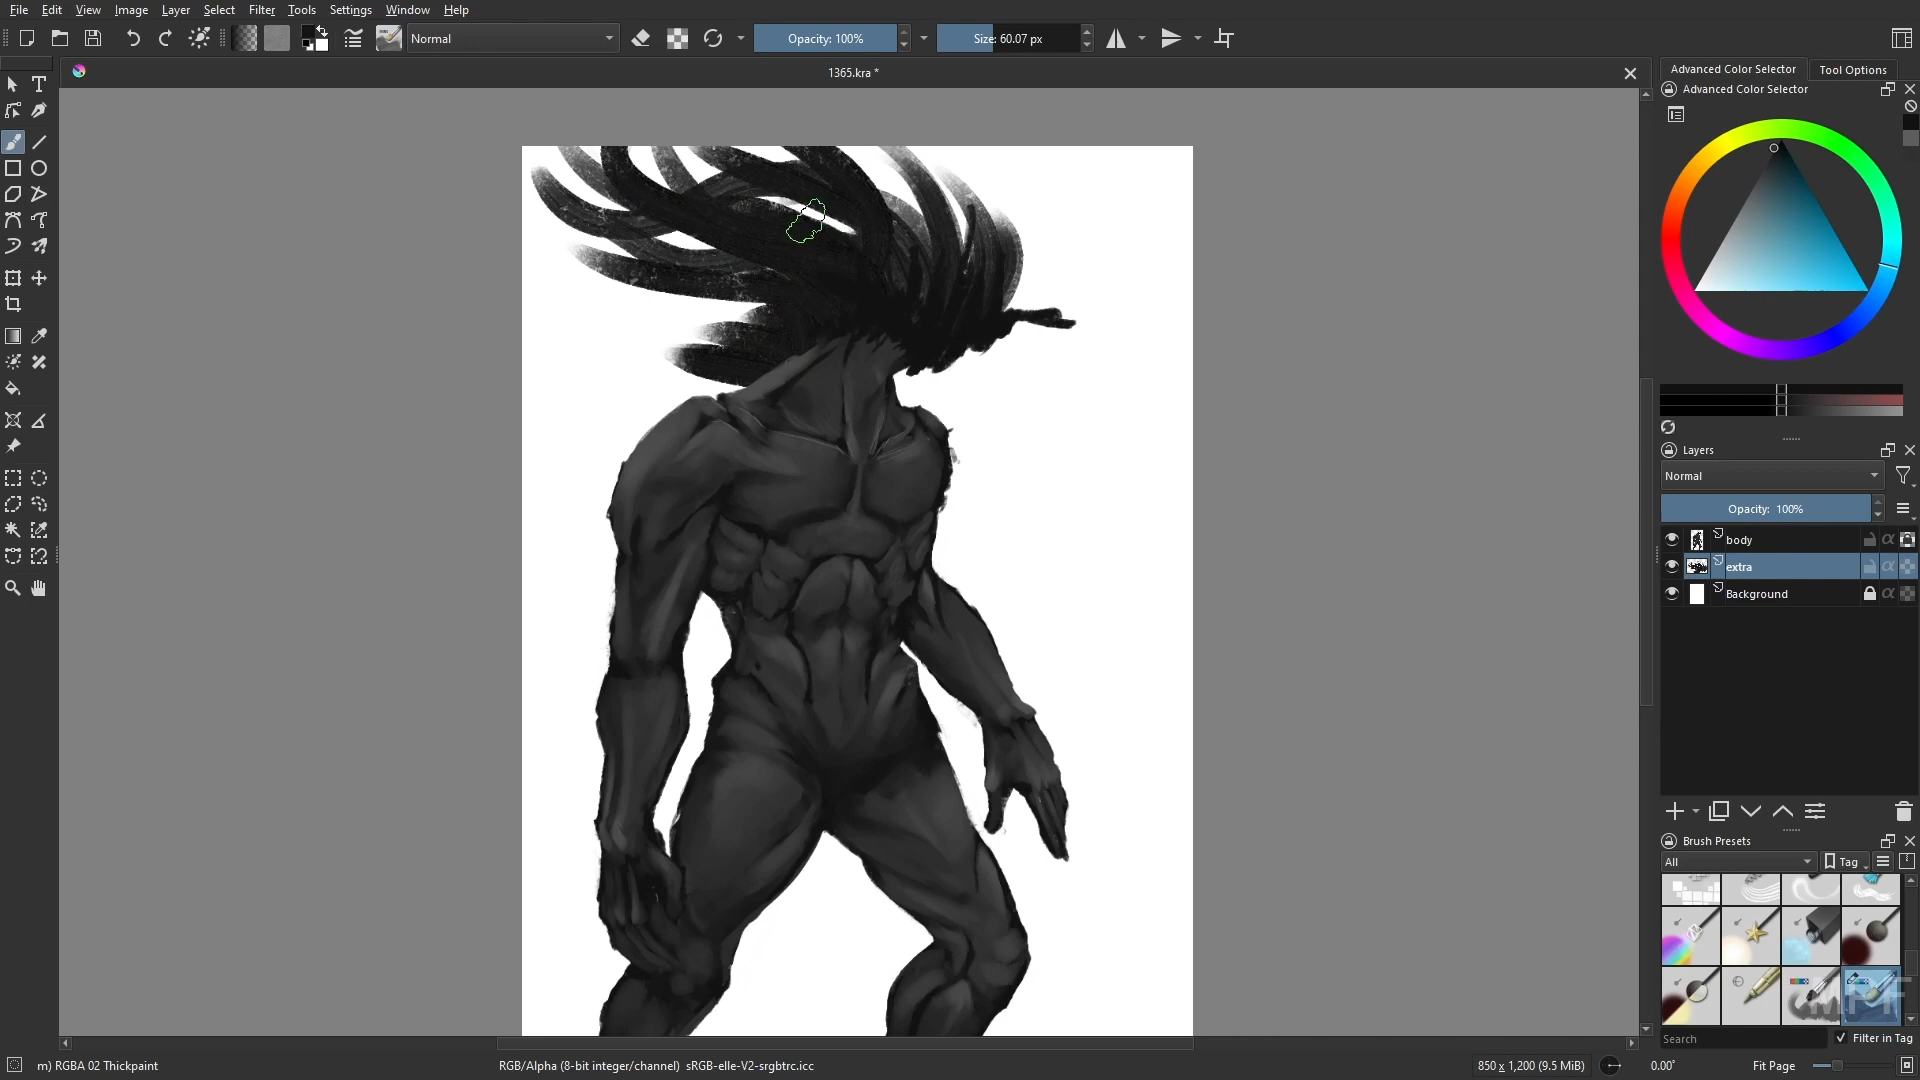 File Edit View Image Layer Select Filter Tools Settings Window Help
Normal
Opacity: 100%
Size: 60.07 px
1365.kra *
Advanced Color Selector
Tool Options
Advanced Color Selector
Layers
Normal
Opacity: 100%
body
extra
Background
Brush Presets
All
Tag
MPF
Search
Filter in Tag
m) RGBA 02 Thickpaint
RGB/Alpha (8-bit integer/channel) sRGB-elle-V2-srgbtrc.icc
850 x 1,200 (9.5 MiB)
0.00°
Fit Page